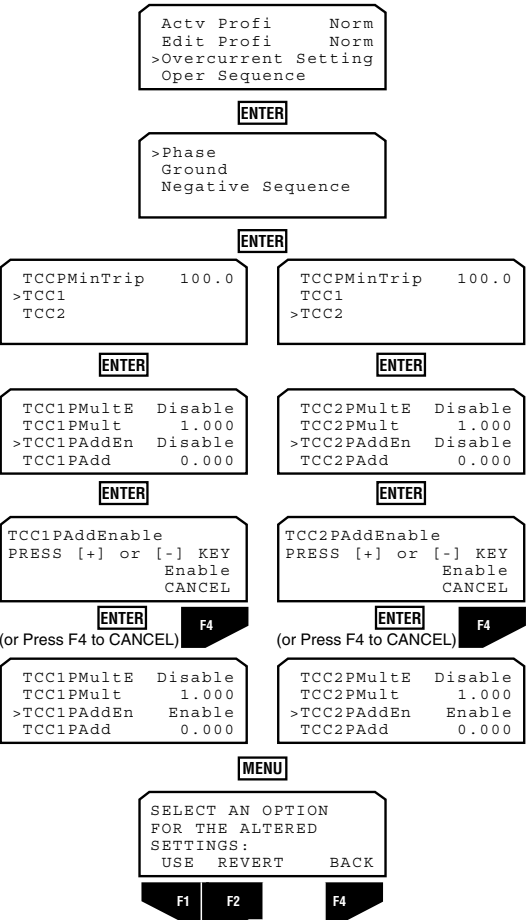 Actv Profi Norm
Edit Profi Norm
>Overcurrent Setting
Oper Sequence
ENTER
>Phase
Ground
Negative Sequence
ENTER
TCCPMinTrip 100.0
>TCC1
TCC2
ENTER
TCC1PMultE Disable
TCC1PMult 1.000
>TCC1PAddEn Disable
TCC1PAdd 0.000
ENTER
TCC1PAddEnable
PRESS [+] or [-] KEY
Enable
CANCEL
ENTER
F4
(or Press F4 to CANCEL)
TCC1PMultE Disable
TCC1PMult 1.000
>TCC1PAddEn Enable
TCC1PAdd 0.000
TCCPMinTrip 100.0
TCC1
>TCC2
ENTER
TCC2PMultE Disable
TCC2PMult 1.000
>TCC2PAddEn Disable
TCC2PAdd 0.000
ENTER
TCC2PAddEnable
PRESS [+] or [-] KEY
Enable
CANCEL
ENTER
F4
(or Press F4 to CANCEL)
TCC2PMultE Disable
TCC2PMult 1.000
>TCC2PAddEn Enable
TCC2PAdd 0.000
MENU
SELECT AN OPTION
FOR THE ALTERED
SETTINGS:
USE REVERT BACK
F1 F2 F4